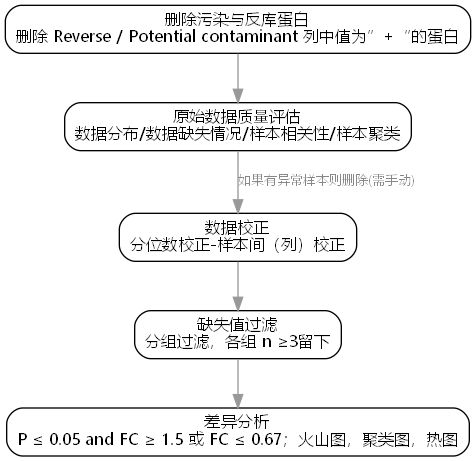 删除污染与反库蛋白
删除 Reverse / Potential contaminant 列中值为”+“的蛋白
原始数据质量评估
数据分布/数据缺失情况/样本相关性/样本聚类
如果有异常样本则删除(需手动)
数据校正
分位数校正-样本间（列）校正
缺失值过滤
分组过滤，各组 n ≥3留下
差异分析
P ≤ 0.05 and FC ≥ 1.5 或 FC ≤ 0.67；火山图，聚类图，热图